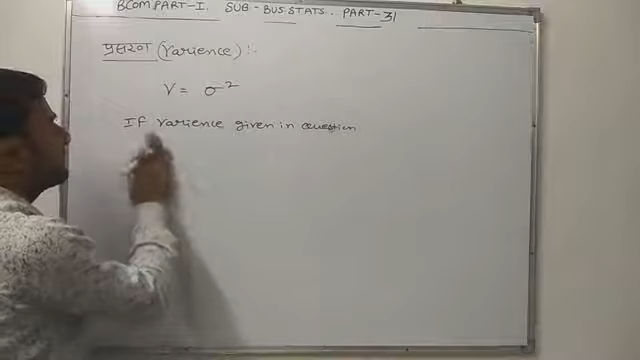 BCOM PART-I. SUB-BUS STATS. PART-31
प्रसरण (Varience) :-
V = σ²
If varience given in question